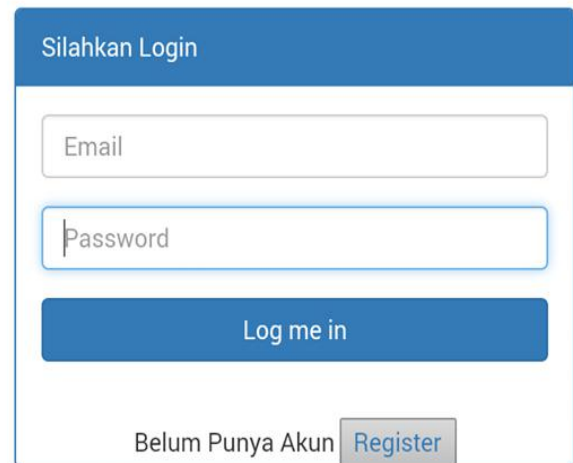 Silahkan Login
Email
Password
Log me in
Belum Punya Akun Register